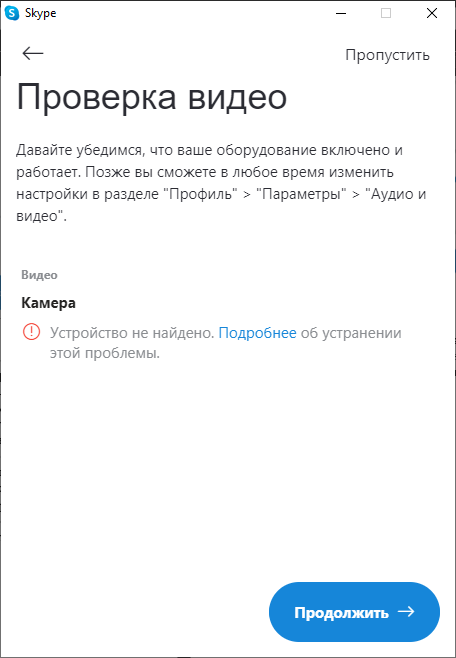 Skype
Пропустить
Проверка видео
Давайте убедимся, что ваше оборудование включено и
работает. Позже вы сможете в любое время изменить
настройки в разделе "Профиль" > "Параметры" > "Аудио и
видео".
Видео
Камера
Устройство не найдено. Подробнее об устранении
этой проблемы.
Продолжить